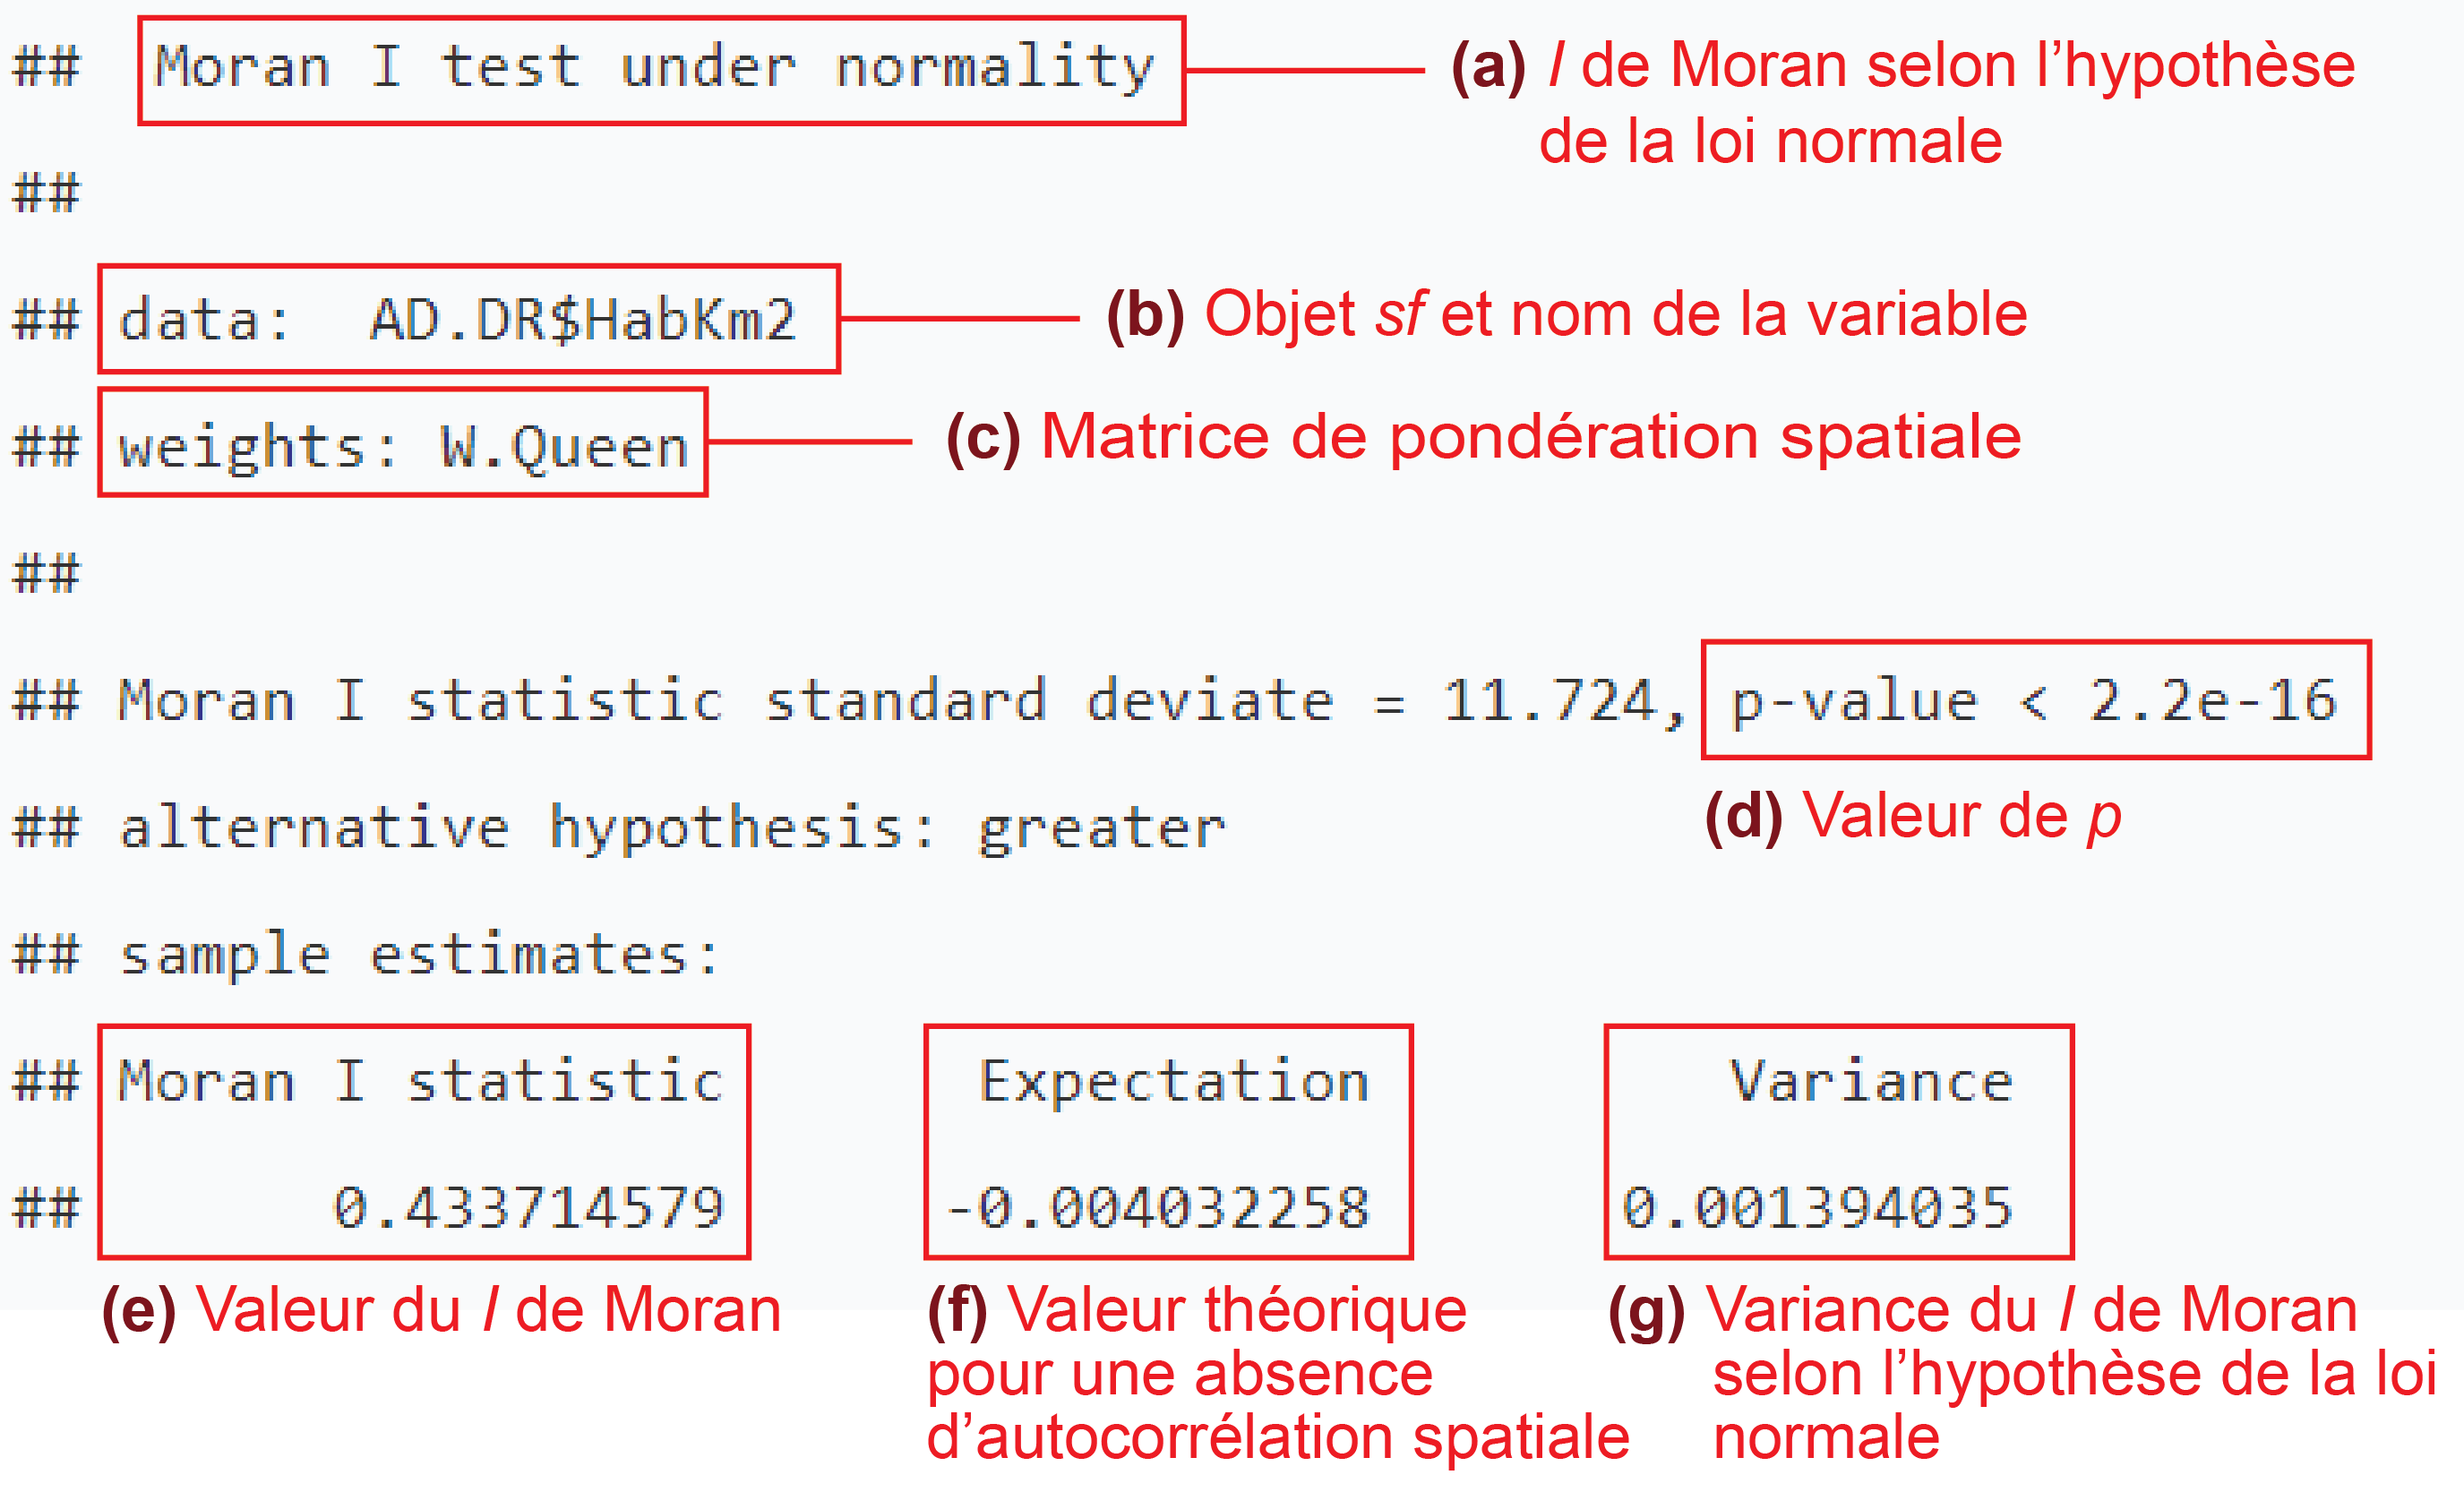 ## Moran I test under normality
(a) I de Moran selon l’hypothèse
de la loi normale
##
## data: AD.DR$HabKm2
(b) Objet sf et nom de la variable
## weights: W.Queen
(c) Matrice de pondération spatiale
##
## Moran I statistic standard deviate = 11.724, p-value < 2.2e-16
(d) Valeur de p
## alternative hypothesis: greater
## sample estimates:
## Moran I statistic Expectation Variance
## 0.433714579 -0.004032258 0.001394035
(e) Valeur du I de Moran
(f) Valeur théorique
pour une absence
d’autocorrélation spatiale
(g) Variance du I de Moran
selon l’hypothèse de la loi
normale